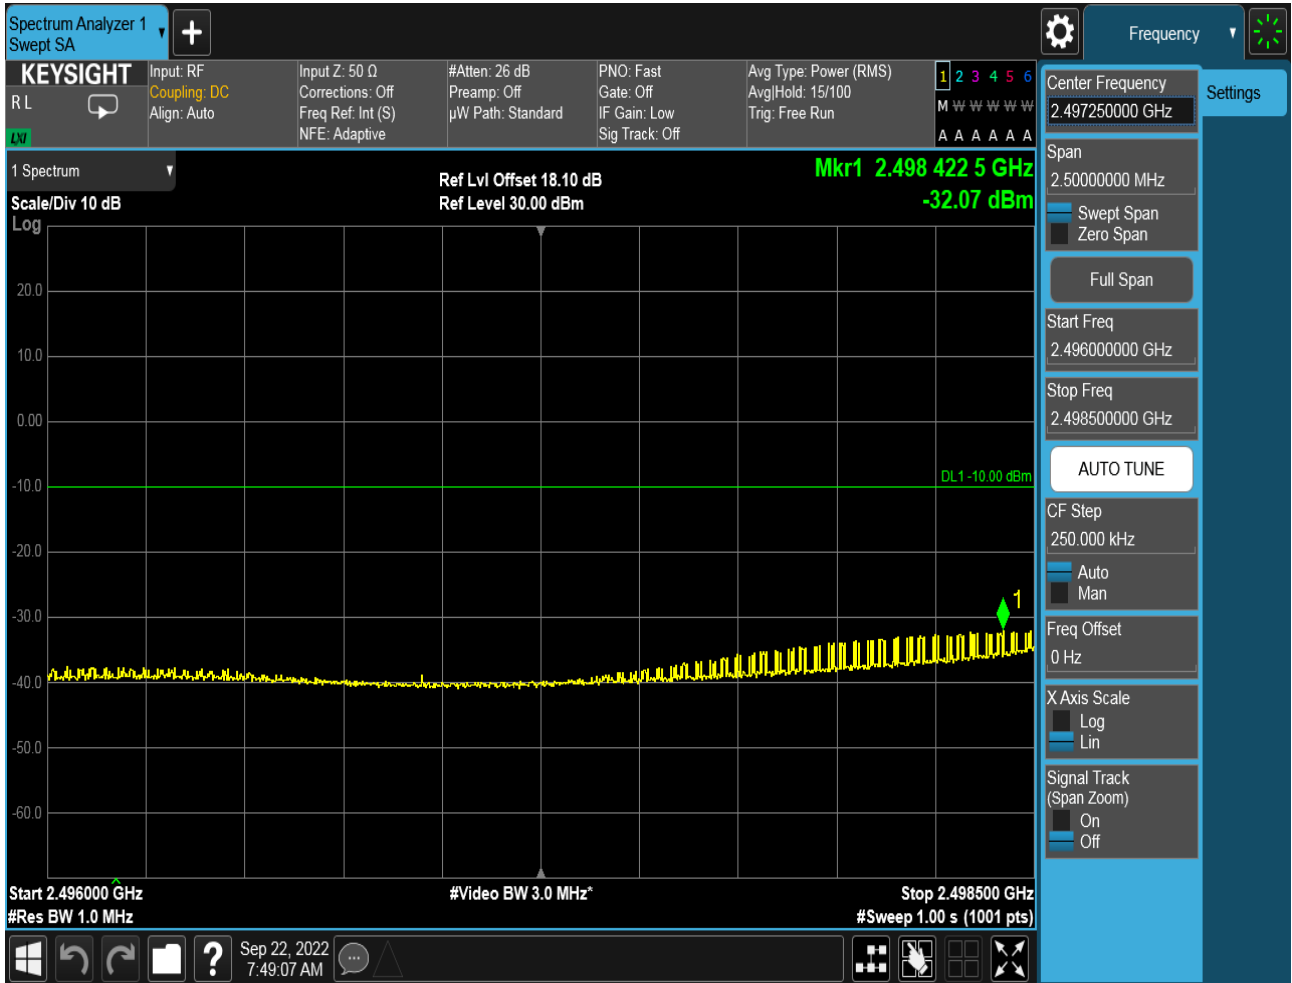 Spectrum Analyzer 1
Swept SA
Frequency
KEYSIGHT
R L
LXI
Input: RF
Coupling: DC
Align: Auto
Input Z: 50 Ω
Corrections: Off
Freq Ref: Int (S)
NFE: Adaptive
#Atten: 26 dB
Preamp: Off
µW Path: Standard
PNO: Fast
Gate: Off
IF Gain: Low
Sig Track: Off
Avg Type: Power (RMS)
Avg|Hold: 15/100
Trig: Free Run
1 2 3 4 5 6
M W W W W W
A A A A A A
1 Spectrum
Scale/Div 10 dB
Log
Ref Lvl Offset 18.10 dB
Ref Level 30.00 dBm
Mkr1 2.498 422 5 GHz
-32.07 dBm
20.0
10.0
0.00
-10.0
-20.0
-30.0
-40.0
-50.0
-60.0
DL1 -10.00 dBm
1
Start 2.496000 GHz
#Res BW 1.0 MHz
#Video BW 3.0 MHz*
Stop 2.498500 GHz
#Sweep 1.00 s (1001 pts)
Sep 22, 2022
7:49:07 AM
Center Frequency
2.497250000 GHz
Settings
Span
2.50000000 MHz
Swept Span
Zero Span
Full Span
Start Freq
2.496000000 GHz
Stop Freq
2.498500000 GHz
AUTO TUNE
CF Step
250.000 kHz
Auto
Man
Freq Offset
0 Hz
X Axis Scale
Log
Lin
Signal Track
(Span Zoom)
On
Off